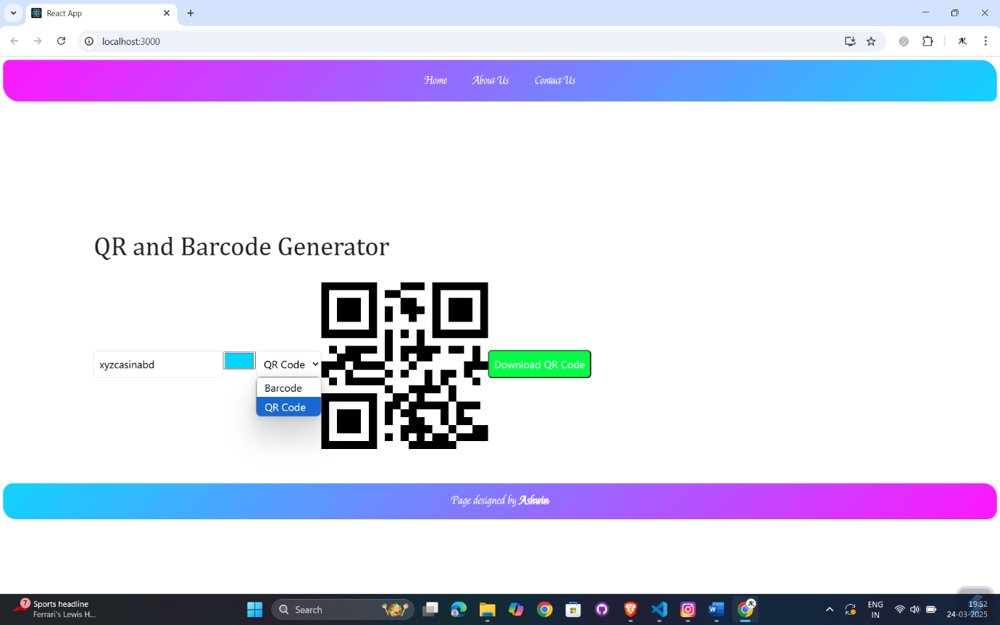 React App
localhost:3000
Home About Us Contact Us
QR and Barcode Generator
xyzcasinabd
QR Code
Download QR Code
Barcode
QR Code
Page designed by Ashwin
7
Sports headline
Ferrari's Lewis H...
Search
ENG
IN
19:52
24-03-2025